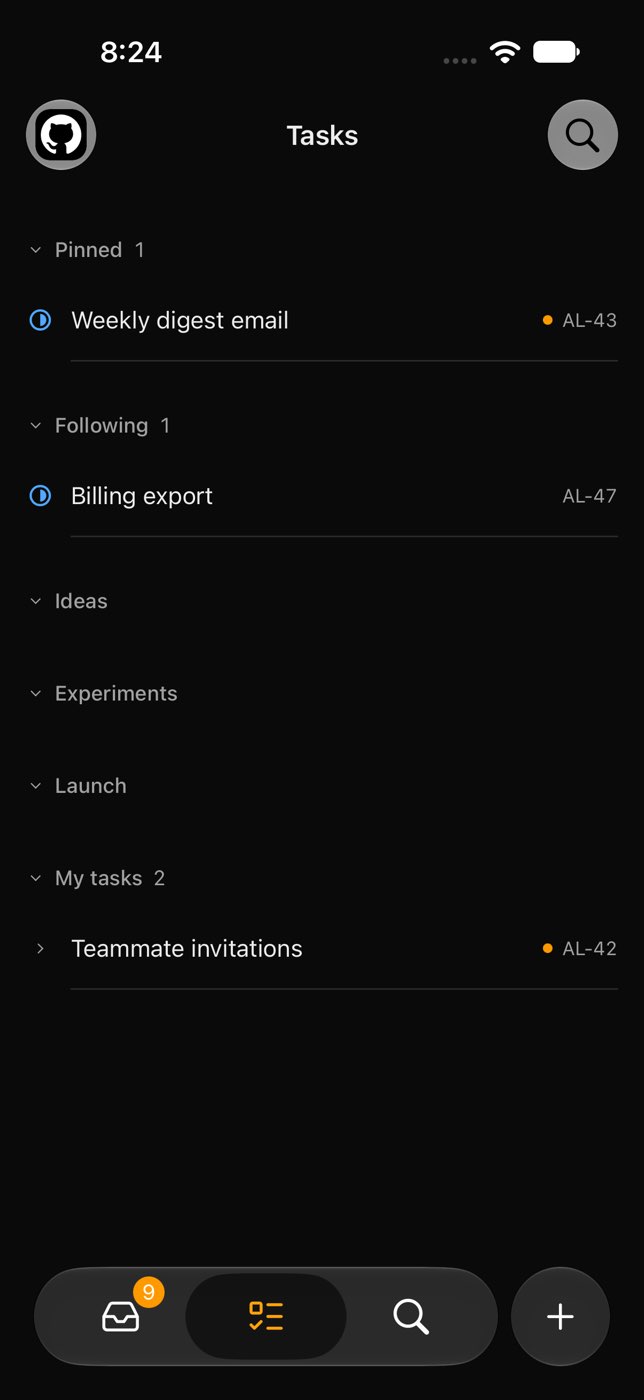 8:24
Tasks
Pinned 1
Weekly digest email AL-43
Following 1
Billing export AL-47
Ideas
Experiments
Launch
My tasks 2
Teammate invitations AL-42
9